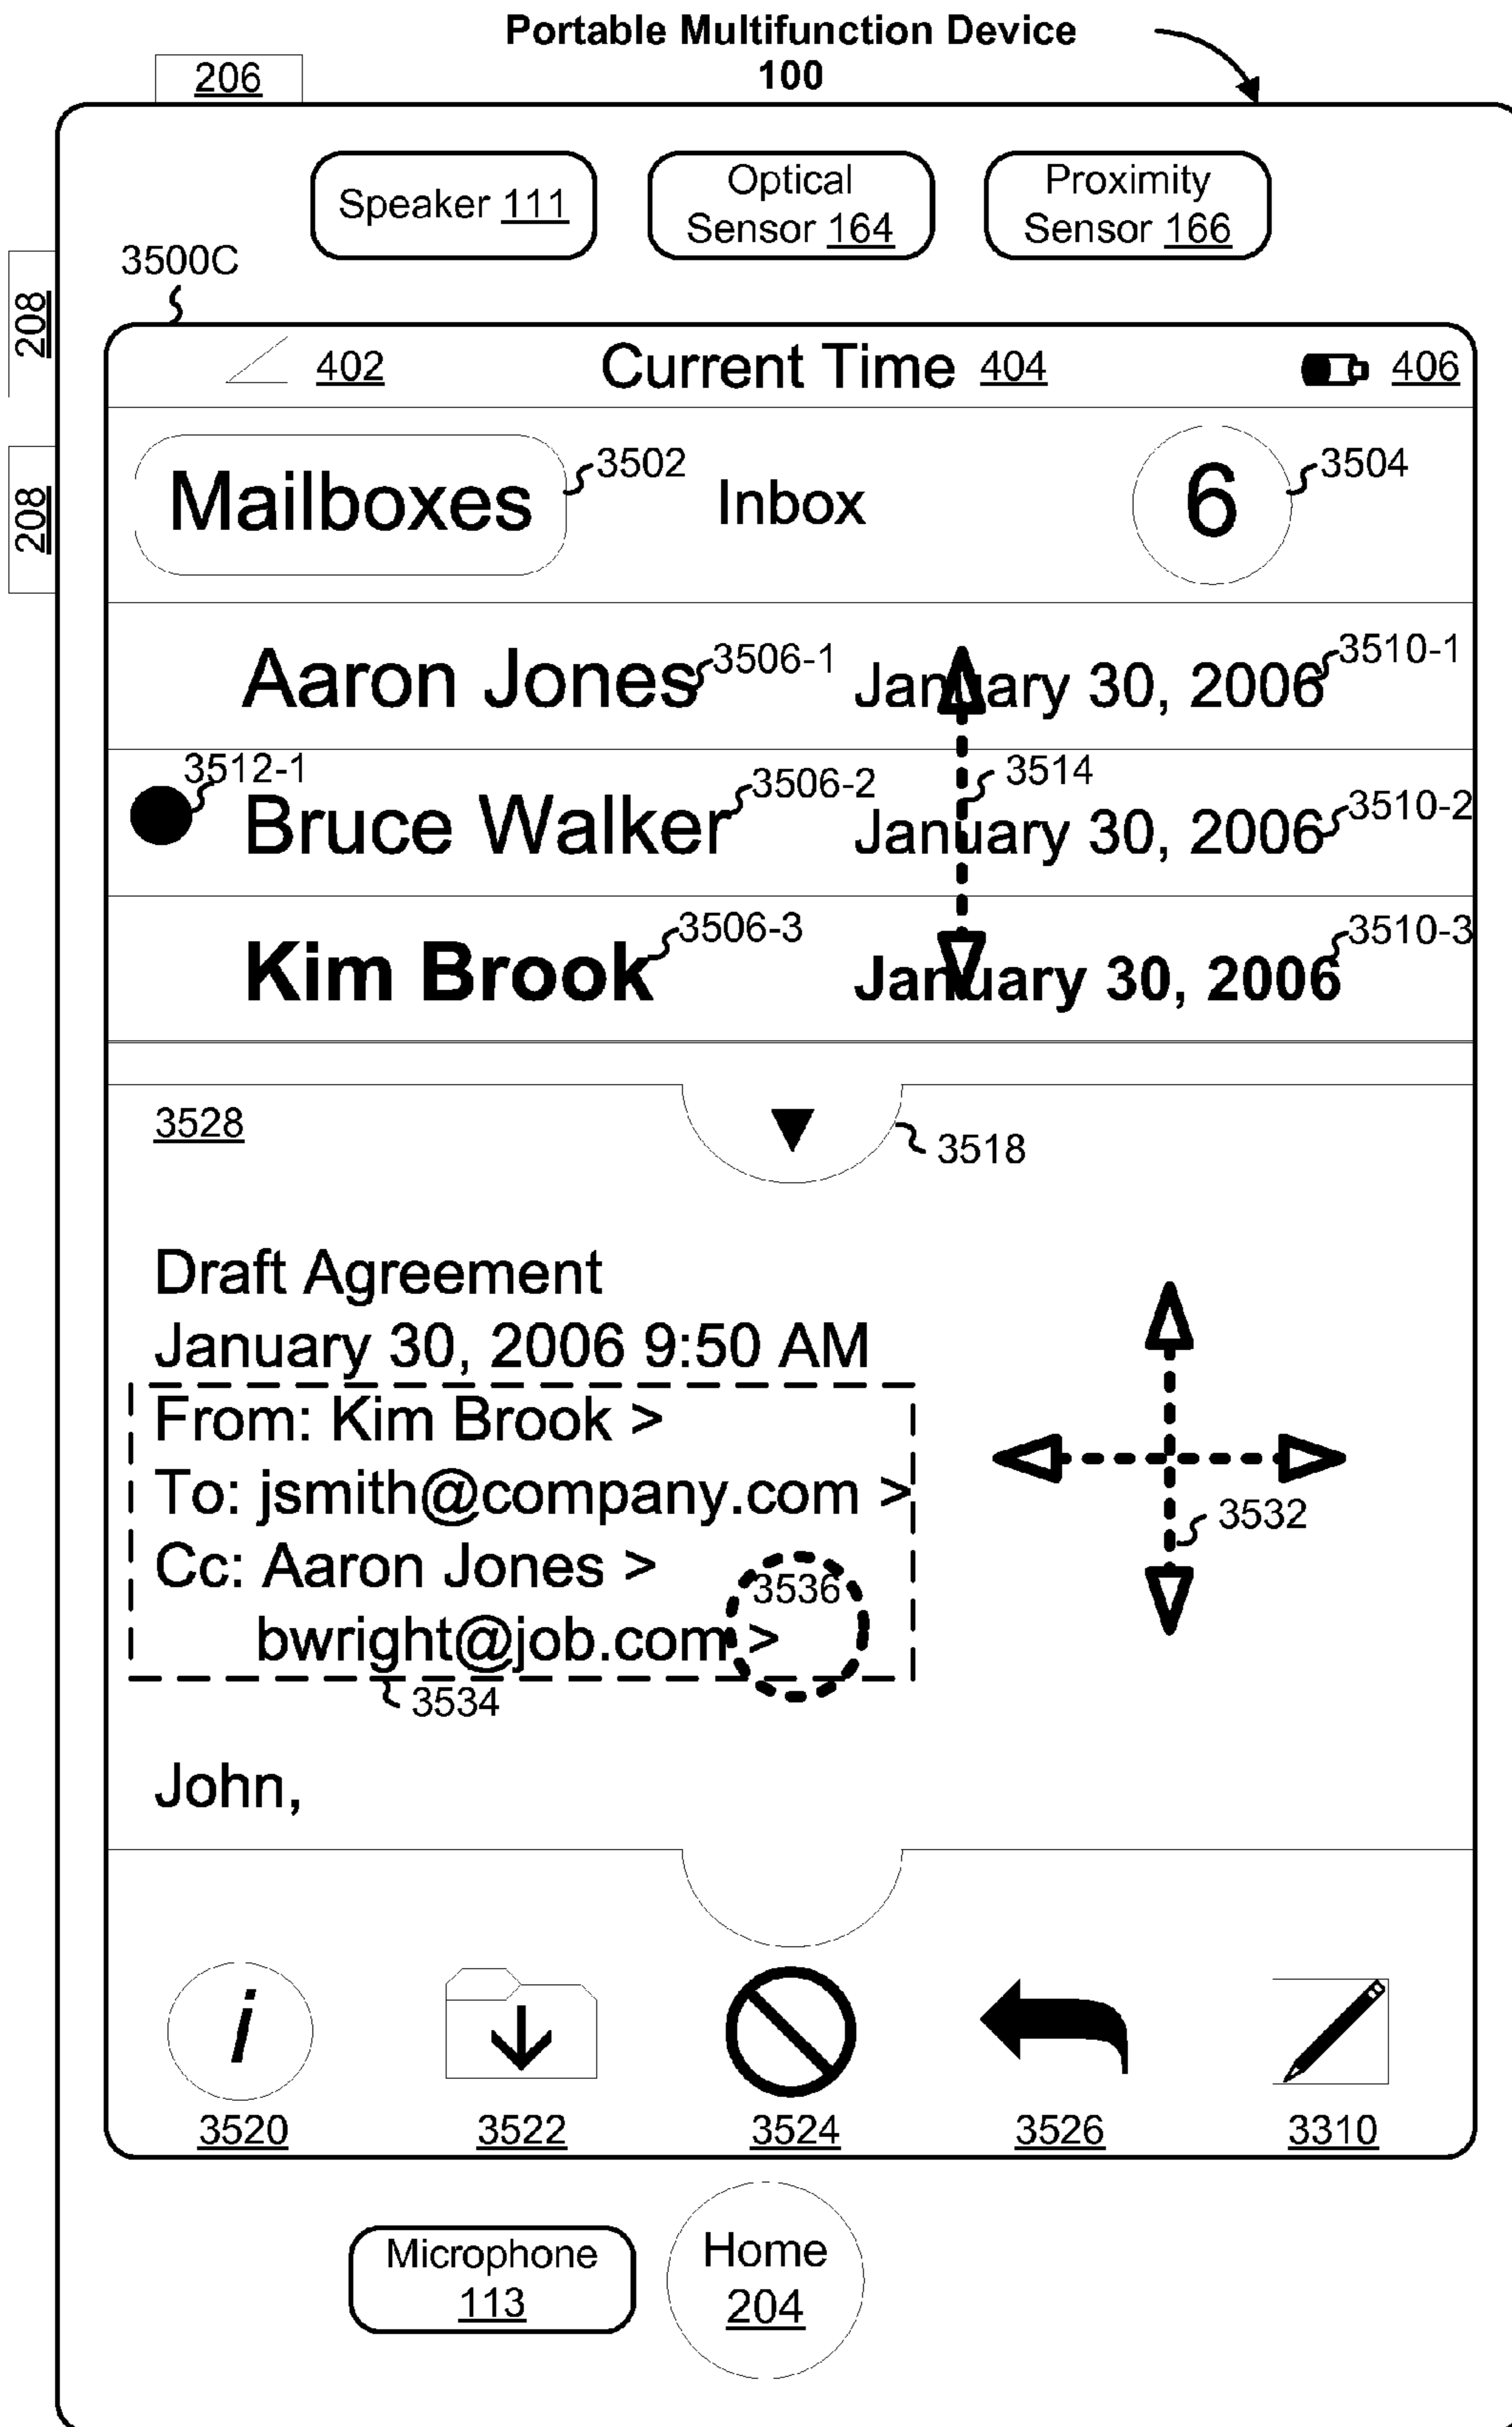 Portable Multifunction Device
100
206
Speaker 111
Optical
Sensor 164
Proximity
Sensor 166
3500C
208
402
Current Time 404
406
208
Mailboxes
3502
Inbox
6
3504
Aaron Jones
3506-1
January 30, 2006
3510-1
3512-1
Bruce Walker
3506-2
3514
January 30, 2006
3510-2
Kim Brook
3506-3
January 30, 2006
3510-3
3528
3518
Draft Agreement
January 30, 2006 9:50 AM
From: Kim Brook >
To: jsmith@company.com >
3532
Cc: Aaron Jones >
3536
bwright@job.com >
3534
John,
i
3520
3522
3524
3526
3310
Microphone
113
Home
204